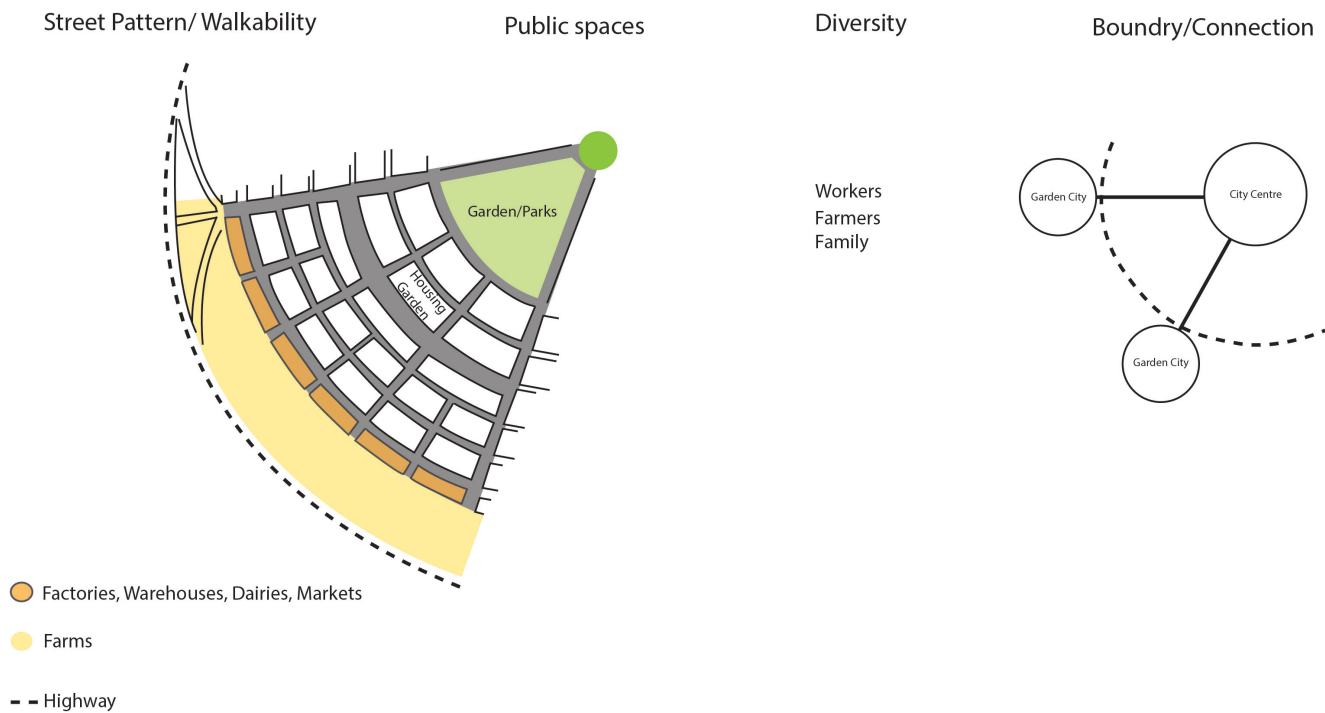 Street Pattern/ Walkability
Public spaces
Diversity
Boundry/Connection
Garden/Parks
Housing
Garden
Workers
Farmers
Family
Garden City
City Centre
Garden City
Factories, Warehouses, Dairies, Markets
Farms
Highway